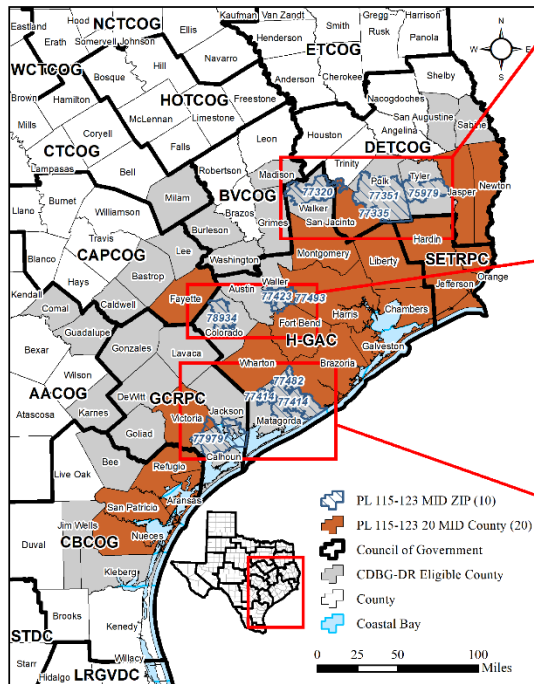 NCTCOG
Hood
Erath
Somervell
Johnson
Ellis
Kaufman
Van Zandt
Henderson
Smith
Gregg
Rusk
Harrison
Panola
Eastland
ETCOG
N
W
E
S
WCTCOG
Bosque
Hill
Navarro
Anderson
Cherokee
Shelby
Brown
Hamilton
HOTCOG
Freestone
Nacogdoches
San Augustine
Sabine
Mills
CTCOG
Coryell
McLennan
Limestone
Leon
Houston
Angelina
Lampasas
Bell
Falls
Robertson
DETCOG
Trinity
Madison
BVCOG
Polk
Tyler
77320
77351
75979
Jasper
Newton
Milam
Brazos
Grimes
Walker
San Jacinto
77335
Llano
Burnet
Williamson
Burleson
Hardin
Travis
Washington
Montgomery
Liberty
SETRPC
Blanco
CAPCOG
Lee
Hays
Bastrop
Austin
Waller
Orange
Jefferson
Kendall
Comal
Caldwell
Fayette
77423
77493
Harris
Chambers
78934
Colorado
Fort Bend
H-GAC
Guadalupe
Gonzales
Galveston
Bexar
Lavaca
Wharton
Brazoria
Wilson
AACOG
DeWitt
GCRPC
Jackson
77482
77414
77414
Matagorda
Atascosa
Karnes
Victoria
Goliad
77979
Calhoun
Live Oak
Bee
Refugio
Aransas
San Patricio
Jim Wells
Nueces
Duval
CBCOG
Kleberg
Brooks
Kenedy
STDC
Starr
Hidalgo
Willacy
LRGVDC
PL 115-123 MID ZIP (10)
PL 115-123 20 MID County (20)
Council of Government
CDBG-DR Eligible County
County
Coastal Bay
0 50 100
Miles